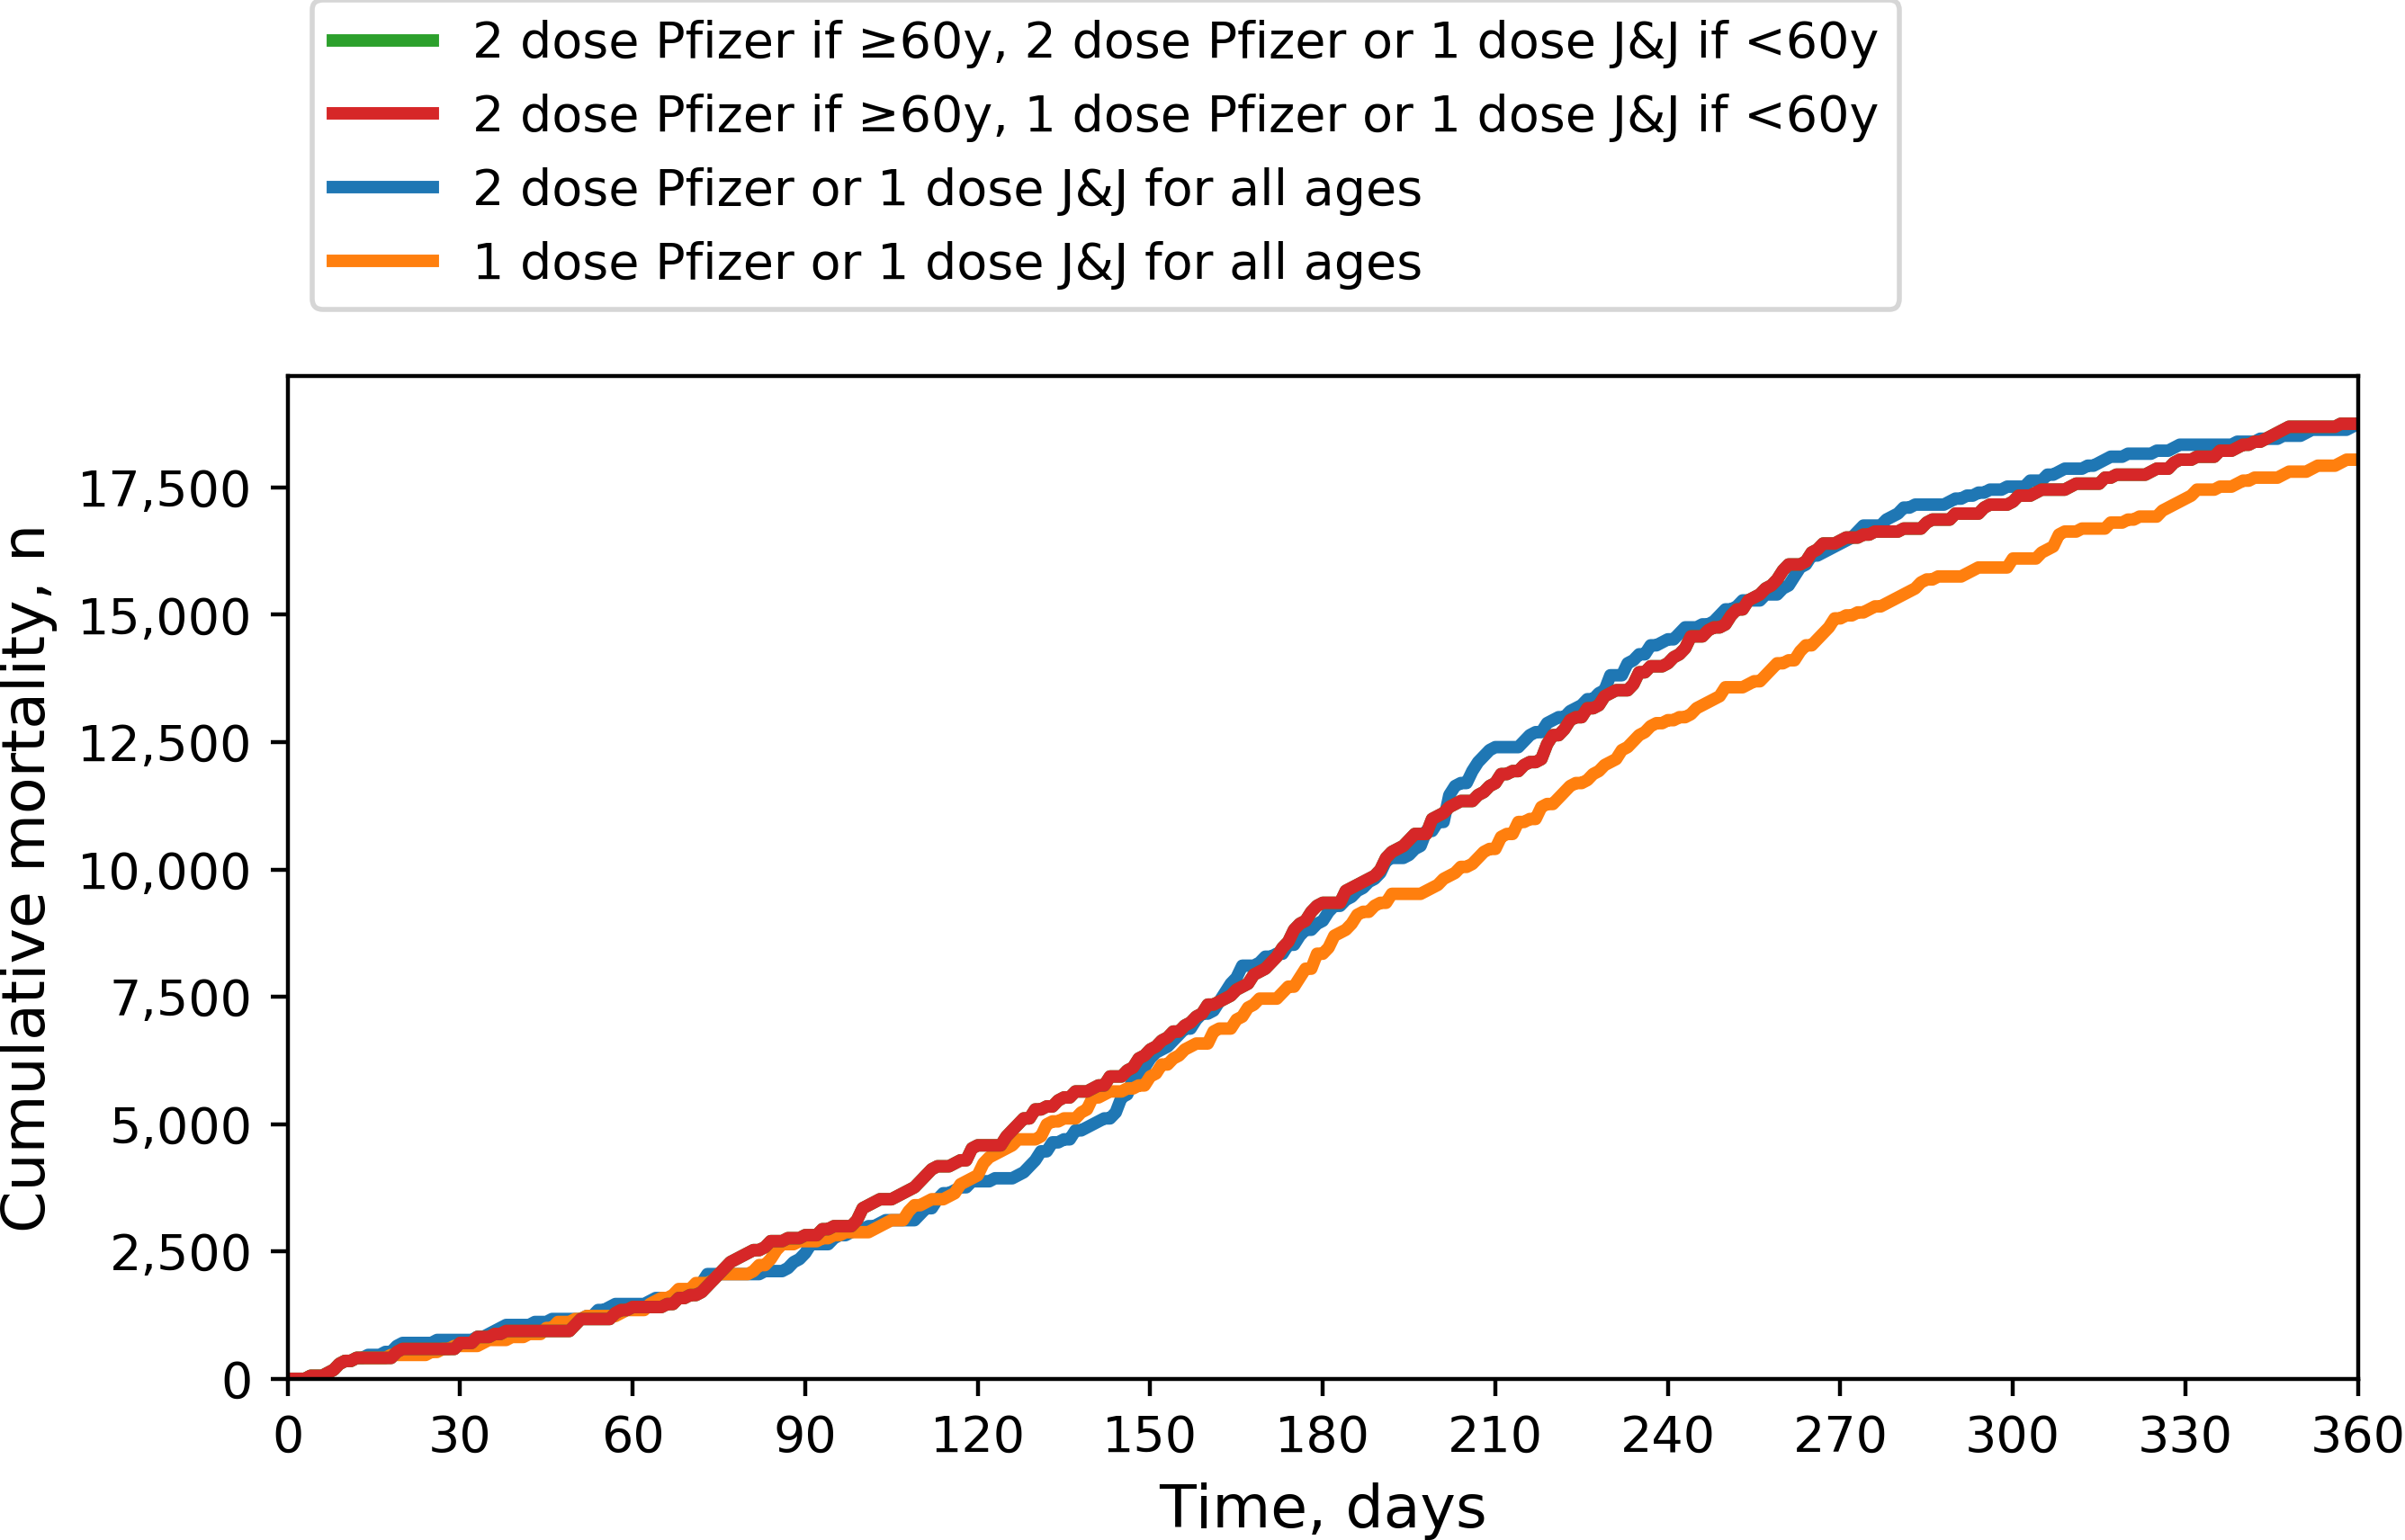 2 dose Pfizer if ≥60y, 2 dose Pfizer or 1 dose J&J if <60y
2 dose Pfizer if ≥60y, 1 dose Pfizer or 1 dose J&J if <60y
2 dose Pfizer or 1 dose J&J for all ages
1 dose Pfizer or 1 dose J&J for all ages
Cumulative mortality, n
17,500
15,000
12,500
10,000
7,500
5,000
2,500
0
0 30 60 90 120 150 180 210 240 270 300 330 360
Time, days